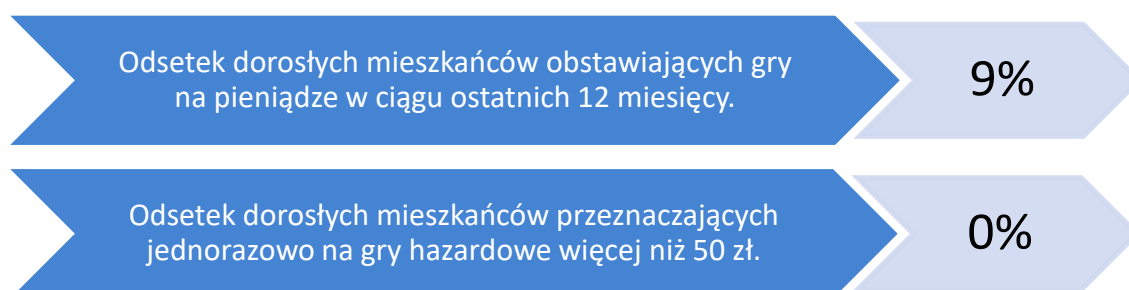 Odsetek dorosłych mieszkańców obstawiających gry
na pieniądze w ciągu ostatnich 12 miesięcy.
9%
Odsetek dorosłych mieszkańców przeznaczających
jednorazowo na gry hazardowe więcej niż 50 zł.
0%